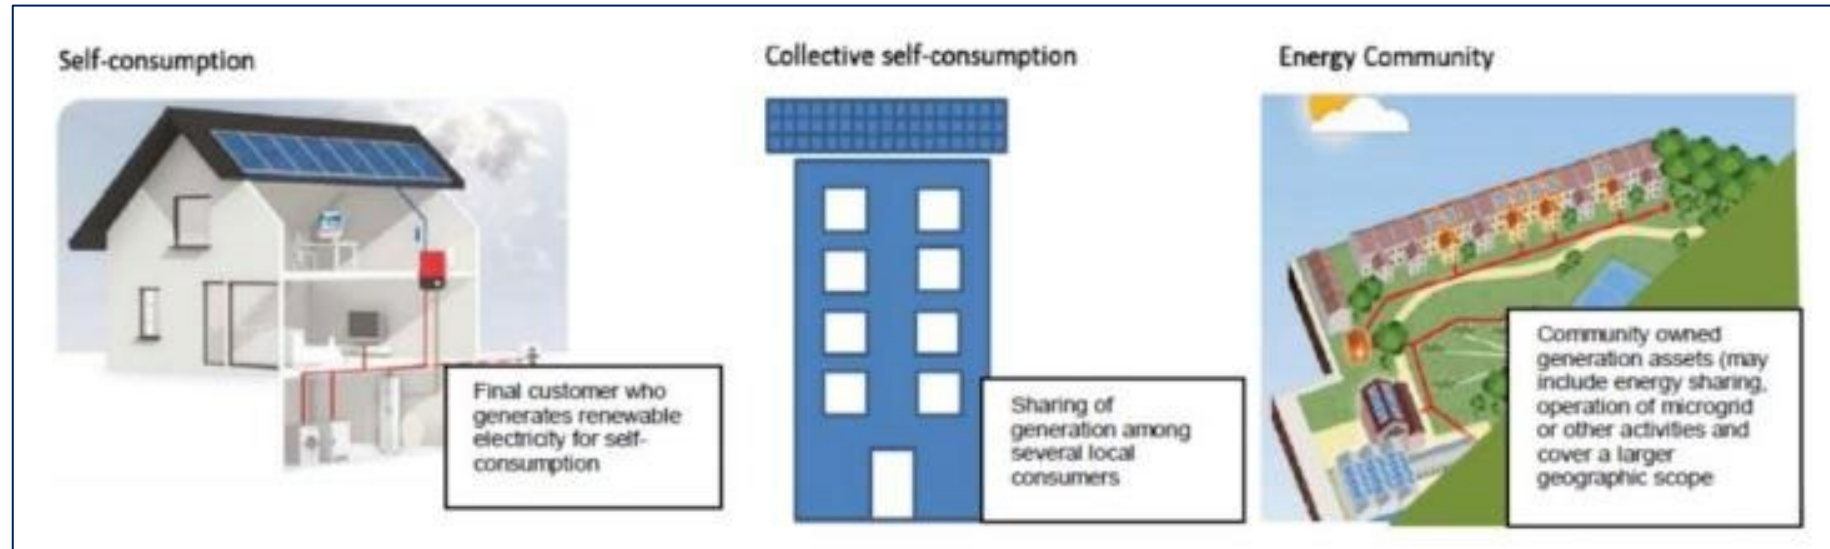 Self-consumption
Final customer who
generates renewable
electricity for self-
consumption
Collective self-consumption
Sharing of
generation among
several local
consumers
Energy Community
Community owned
generation assets (may
include energy sharing,
operation of microgrid
or other activities and
cover a larger
geographic scope